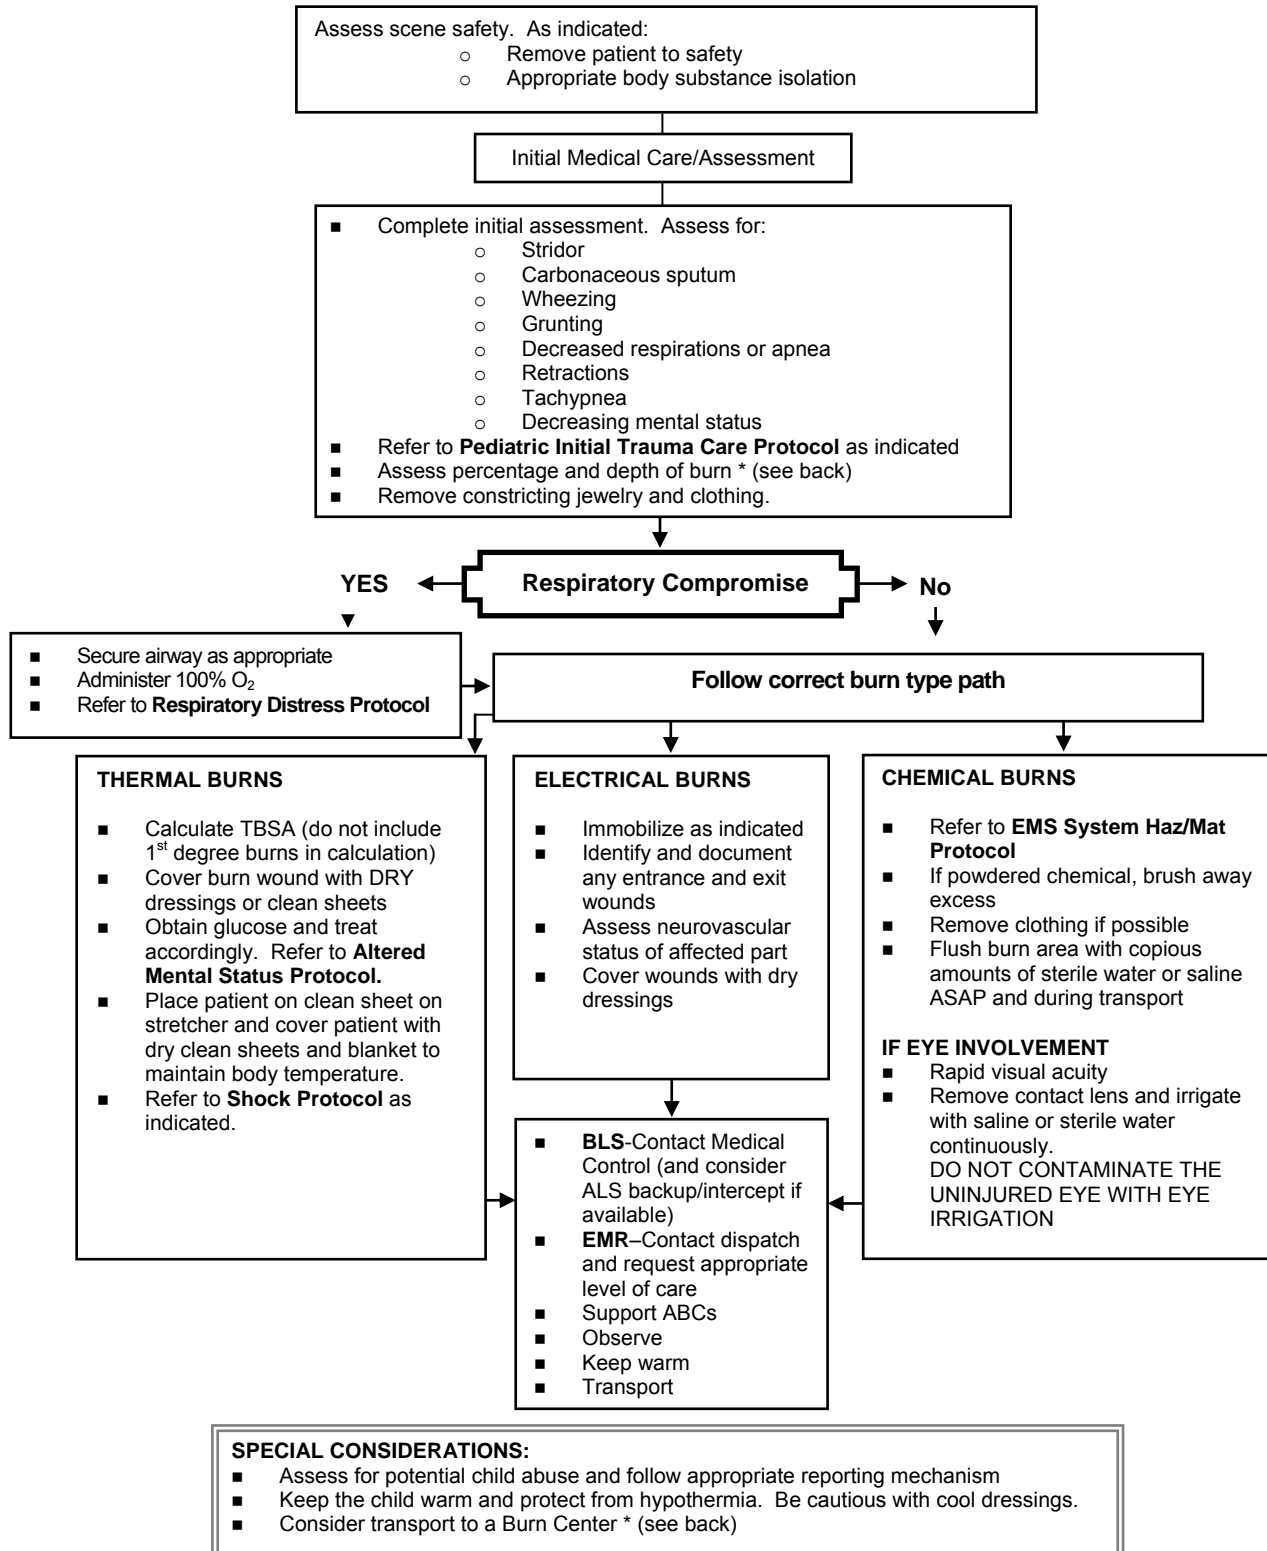 Assess scene safety.  As indicated:
o Remove patient to safety
o Appropriate body substance isolation
Initial Medical Care/Assessment
■ Complete initial assessment.  Assess for:
o Stridor
o Carbonaceous sputum
o Wheezing
o Grunting
o Decreased respirations or apnea
o Retractions
o Tachypnea
o Decreasing mental status
■ Refer to Pediatric Initial Trauma Care Protocol as indicated
■ Assess percentage and depth of burn * (see back)
■ Remove constricting jewelry and clothing.
YES
Respiratory Compromise
No
■ Secure airway as appropriate
■ Administer 100% O2
■ Refer to Respiratory Distress Protocol
Follow correct burn type path
THERMAL BURNS
■ Calculate TBSA (do not include
1st degree burns in calculation)
■ Cover burn wound with DRY
dressings or clean sheets
■ Obtain glucose and treat
accordingly.  Refer to Altered
Mental Status Protocol.
■ Place patient on clean sheet on
stretcher and cover patient with
dry clean sheets and blanket to
maintain body temperature.
■ Refer to Shock Protocol as
indicated.
ELECTRICAL BURNS
■ Immobilize as indicated
■ Identify and document
any entrance and exit
wounds
■ Assess neurovascular
status of affected part
■ Cover wounds with dry
dressings
CHEMICAL BURNS
■ Refer to EMS System Haz/Mat
Protocol
■ If powdered chemical, brush away
excess
■ Remove clothing if possible
■ Flush burn area with copious
amounts of sterile water or saline
ASAP and during transport
IF EYE INVOLVEMENT
■ Rapid visual acuity
■ Remove contact lens and irrigate
with saline or sterile water
continuously.
DO NOT CONTAMINATE THE
UNINJURED EYE WITH EYE
IRRIGATION
■ BLS-Contact Medical
Control (and consider
ALS backup/intercept if
available)
■ EMR–Contact dispatch
and request appropriate
level of care
■ Support ABCs
■ Observe
■ Keep warm
■ Transport
SPECIAL CONSIDERATIONS:
■ Assess for potential child abuse and follow appropriate reporting mechanism
■ Keep the child warm and protect from hypothermia.  Be cautious with cool dressings.
■ Consider transport to a Burn Center * (see back)